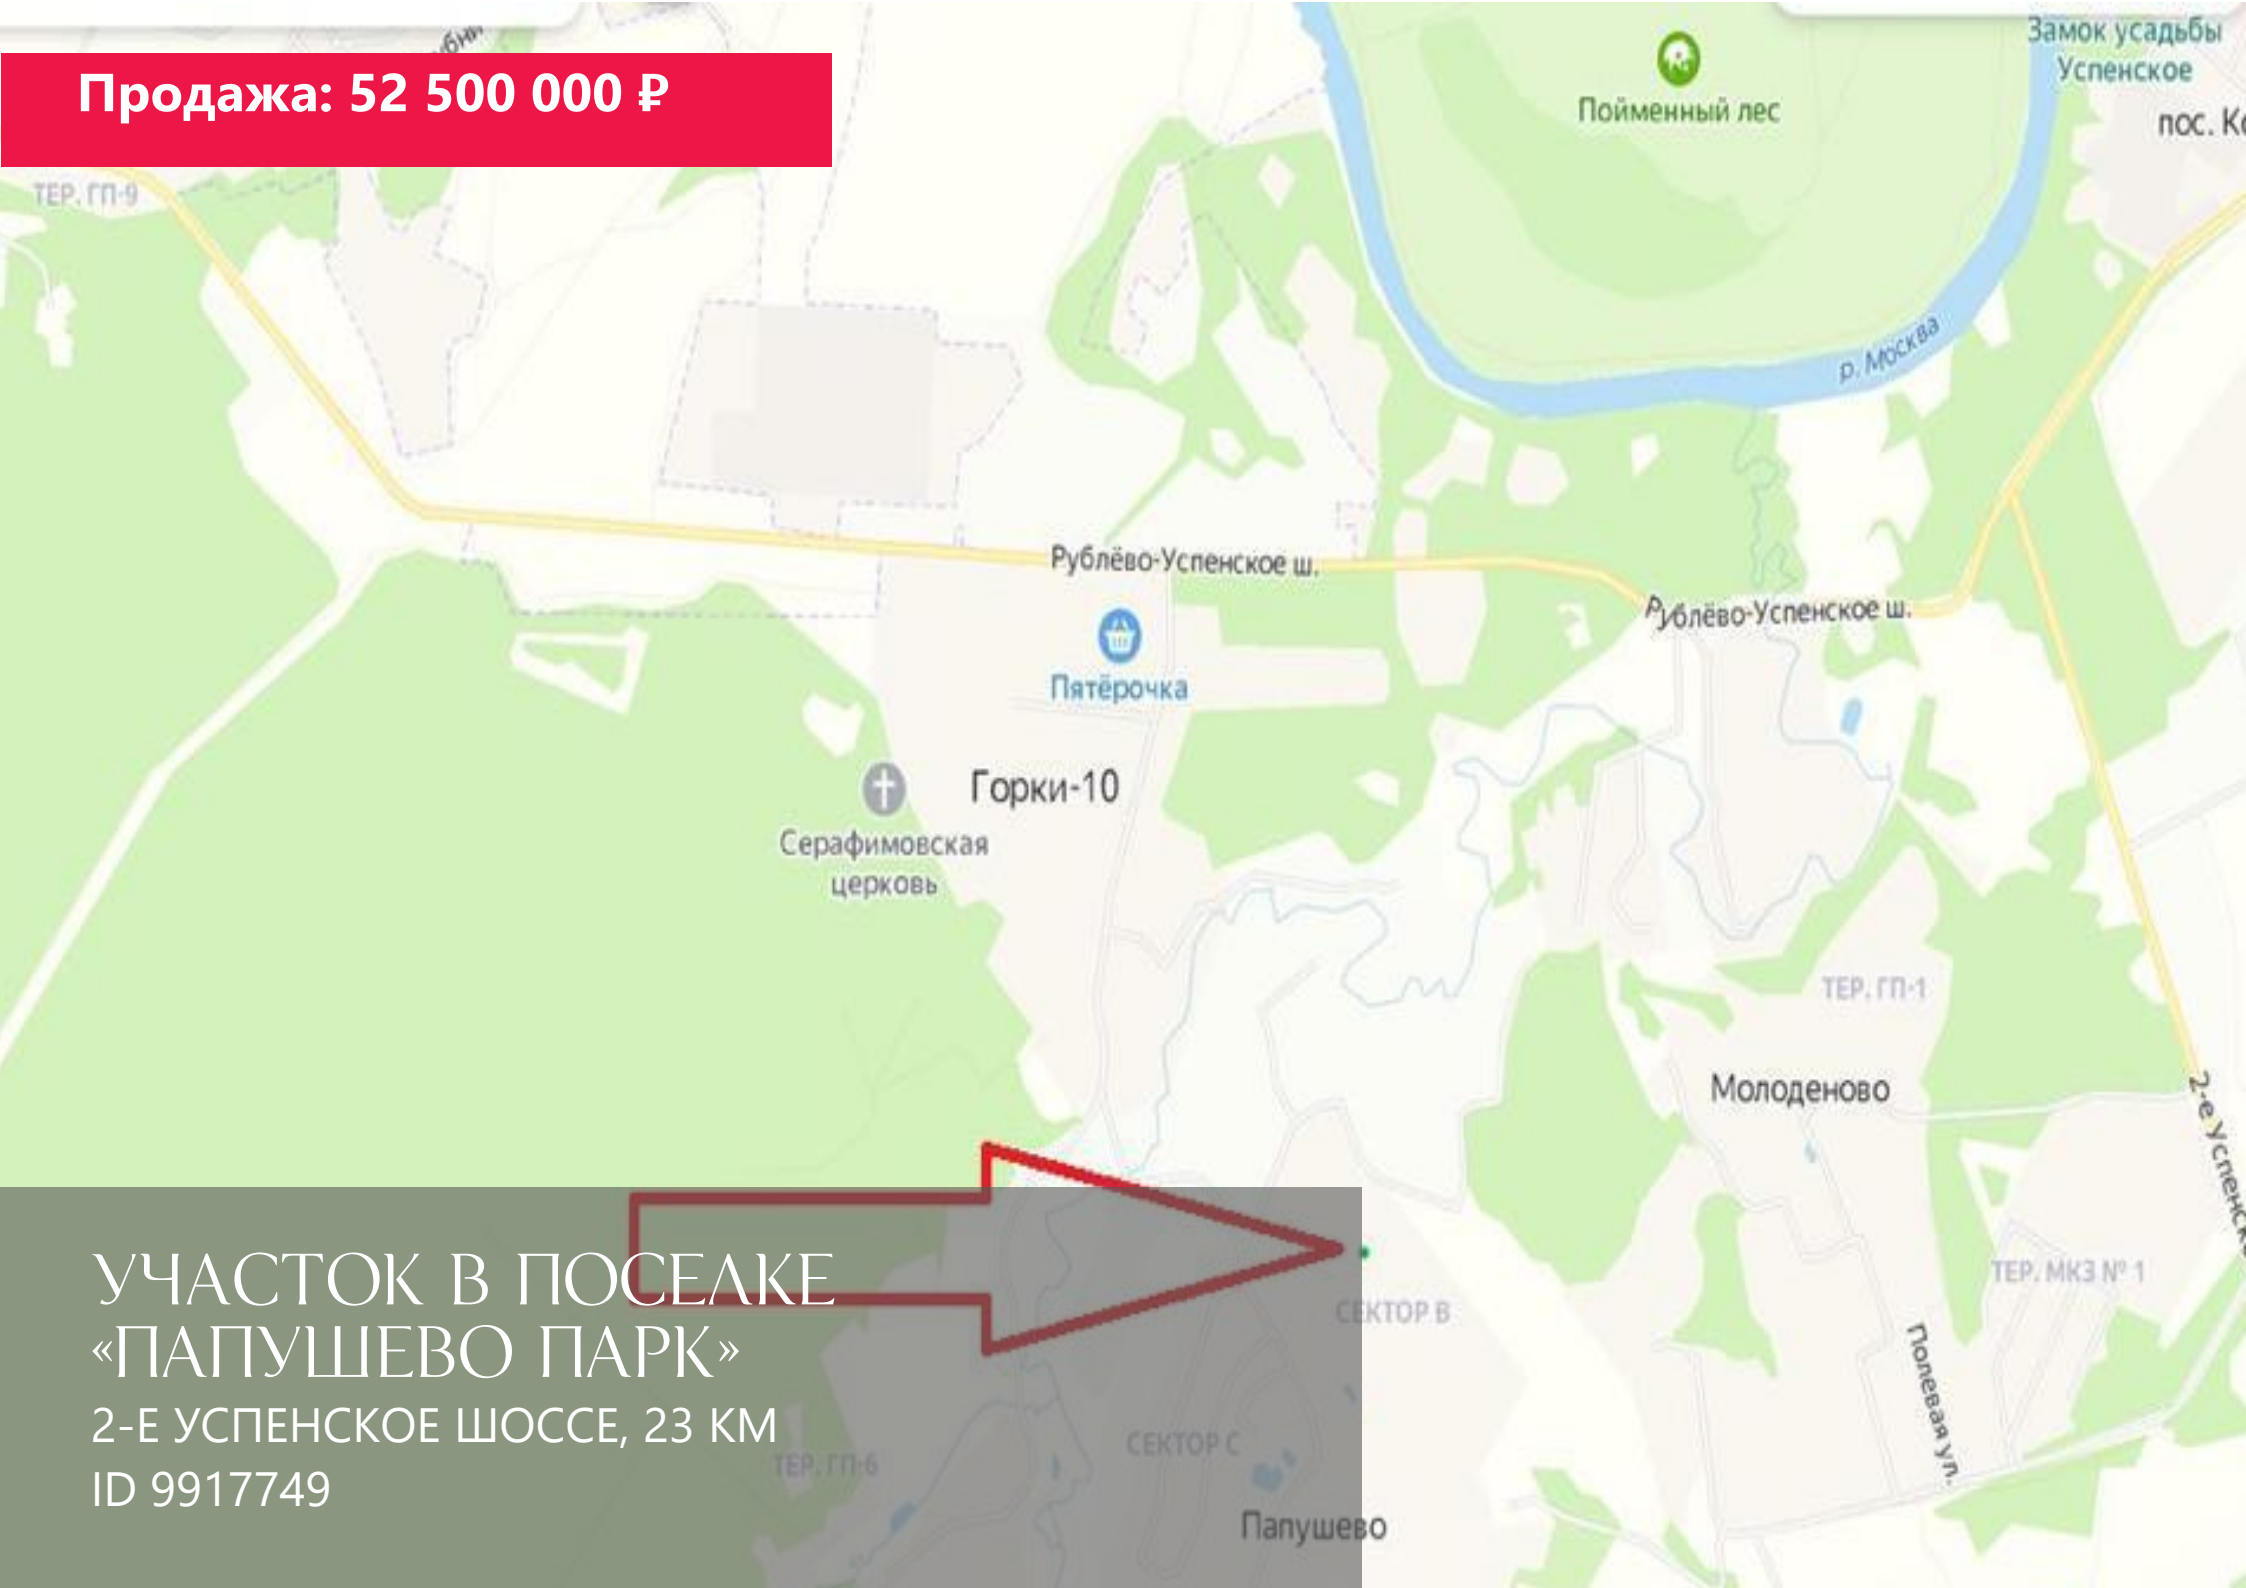 Продажа: 52 500 000 ₽
Замок усадьбы
Успенское
Пойменный лес
пос.
ТЕР. ГП-9
р. Москва
Рублёво-Успенское ш.
Рублёво-Успенское ш.
Пятёрочка
Горки-10
Серафимовская
церковь
ТЕР. ГП-1
Молоденово
2-е
ТЕР. МКЗ № 1
СЕКТОР В
Полевая ул.
СЕКТОР С
ТЕР. ГП-6
Папушево
УЧАСТОК В ПОСЕЛКЕ
«ПАПУШЕВО ПАРК»
2-Е УСПЕНСКОЕ ШОССЕ, 23 КМ
ID 9917749